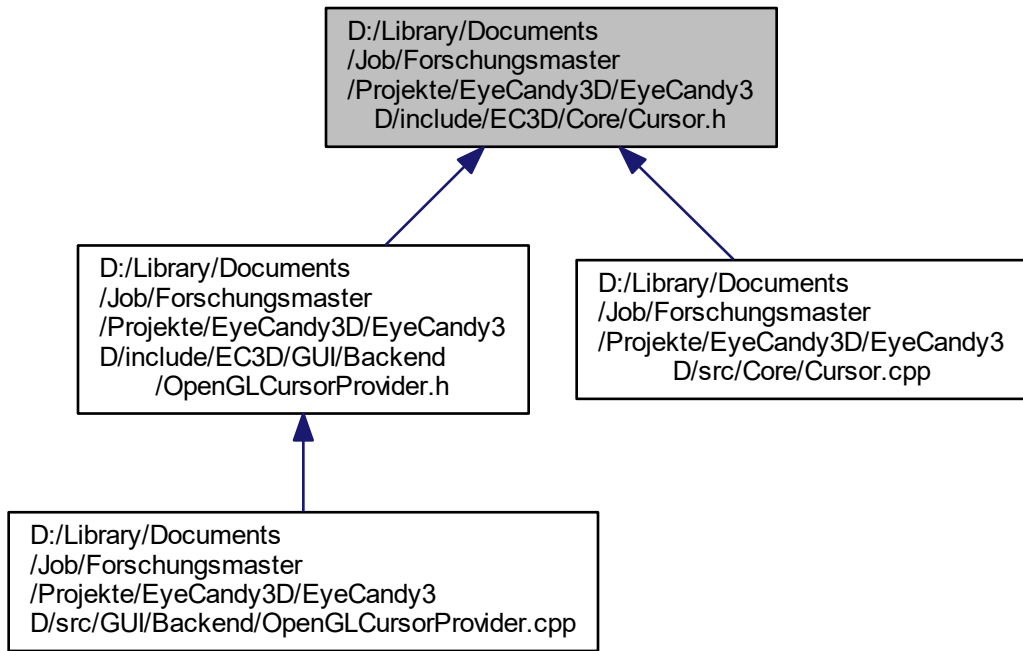 D:/Library/Documents
/Job/Forschungsmaster
/Projekte/EyeCandy3D/EyeCandy3
D/include/EC3D/Core/Cursor.h
D:/Library/Documents
/Job/Forschungsmaster
/Projekte/EyeCandy3D/EyeCandy3
D/include/EC3D/GUI/Backend
/OpenGLCursorProvider.h
D:/Library/Documents
/Job/Forschungsmaster
/Projekte/EyeCandy3D/EyeCandy3
D/src/Core/Cursor.cpp
D:/Library/Documents
/Job/Forschungsmaster
/Projekte/EyeCandy3D/EyeCandy3
D/src/GUI/Backend/OpenGLCursorProvider.cpp